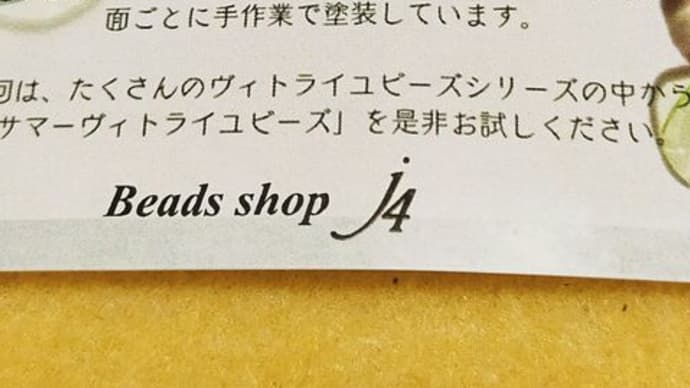 面ごとに手作業で塗装しています。
回は、たくさんのヴィトライユビーズシリーズの中から
サマーヴィトライユビーズ」を是非お試しください。
Beads shop j4